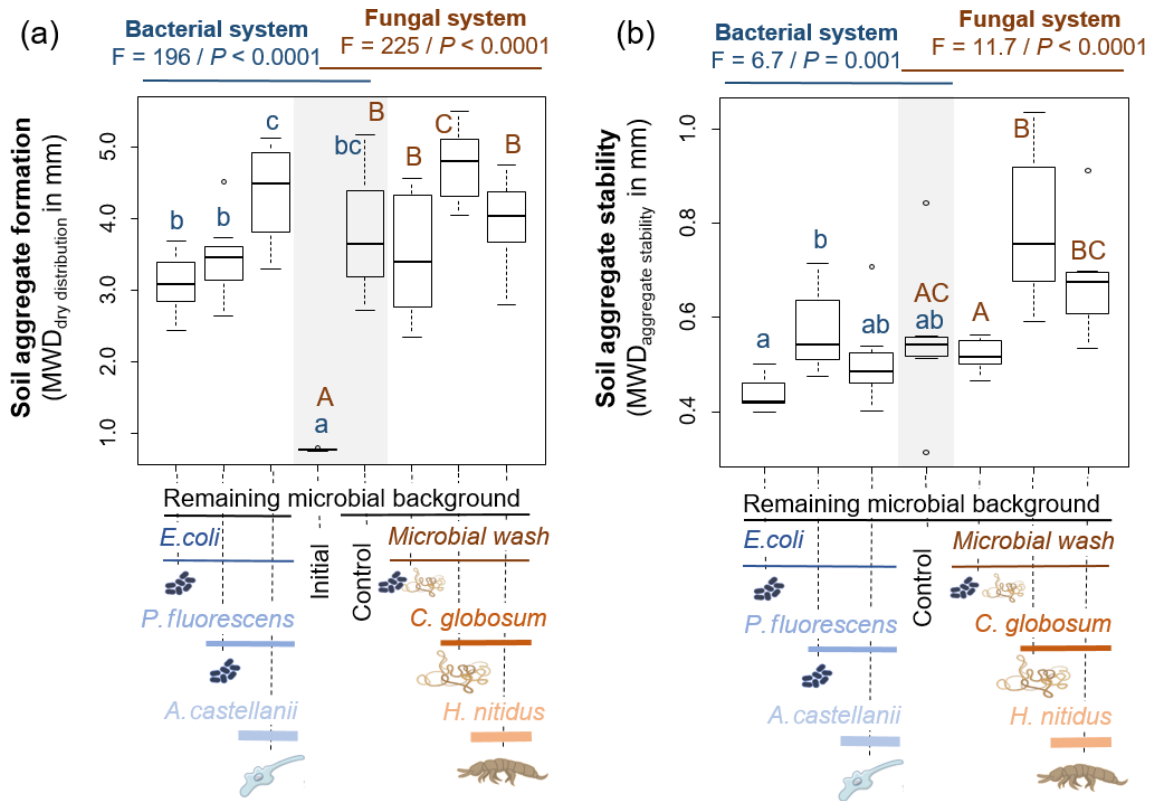 (a)
Bacterial system
F = 196 / P < 0.0001
Fungal system
F = 225 / P < 0.0001
Soil aggregate formation
(MWDdry distribution in mm)
5.0
4.0
3.0
2.0
1.0
b
b
c
A
a
B
bc
B
C
B
Remaining microbial background
E.coli
Initial
Control
Microbial wash
P. fluorescens
C. globosum
A. castellanii
H. nitidus
(b)
Bacterial system
F = 6.7 / P = 0.001
Fungal system
F = 11.7 / P < 0.0001
Soil aggregate stability
(MWDaggregate stability in mm)
1.0
0.8
0.6
0.4
a
b
ab
AC
ab
A
B
BC
Remaining microbial background
E.coli
Control
Microbial wash
P. fluorescens
C. globosum
A. castellanii
H. nitidus